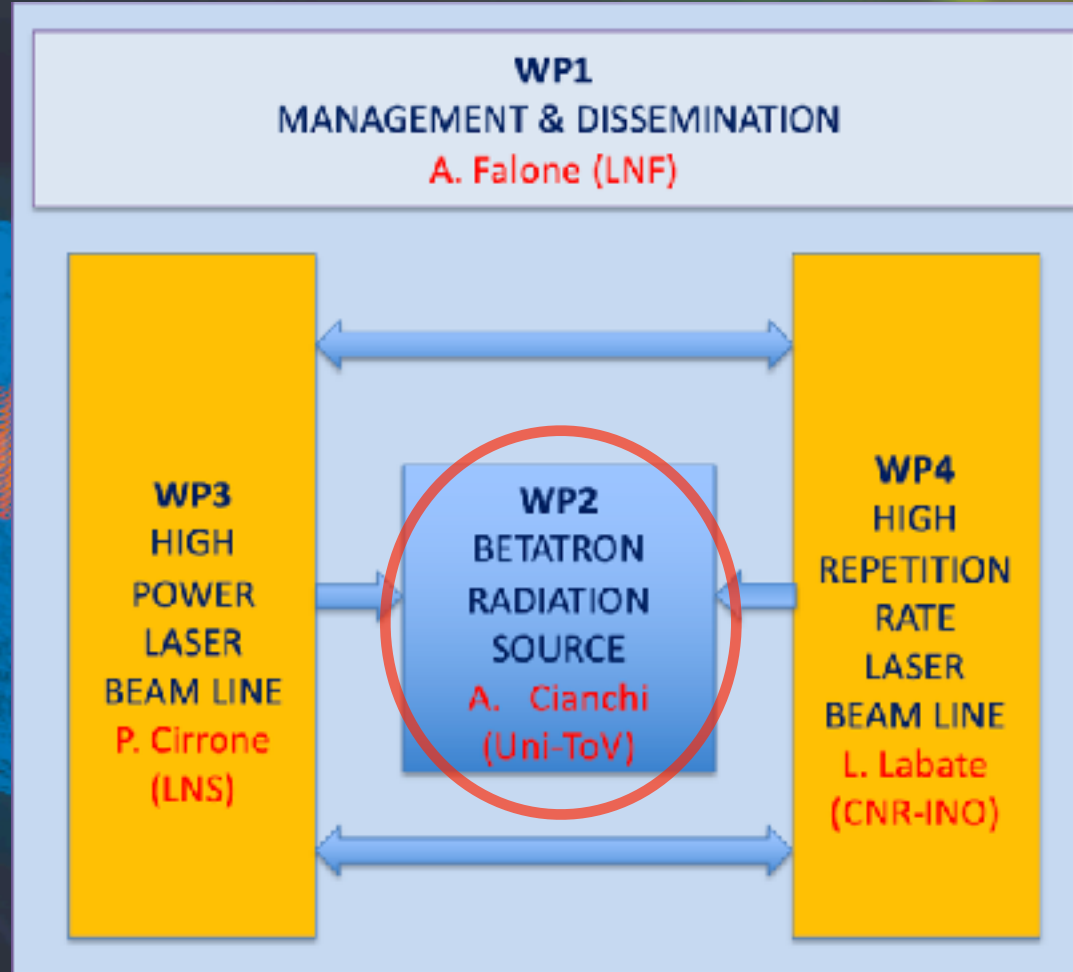 WP1
MANAGEMENT & DISSEMINATION
A. Falone (LNF)
WP3
HIGH
POWER
LASER
BEAM LINE
P. Cirrone
(LNS)
WP2
BETATRON
RADIATION
SOURCE
A. Cianchi
(Uni-ToV)
WP4
HIGH
REPETITION
RATE
LASER
BEAM LINE
L. Labate
(CNR-INO)